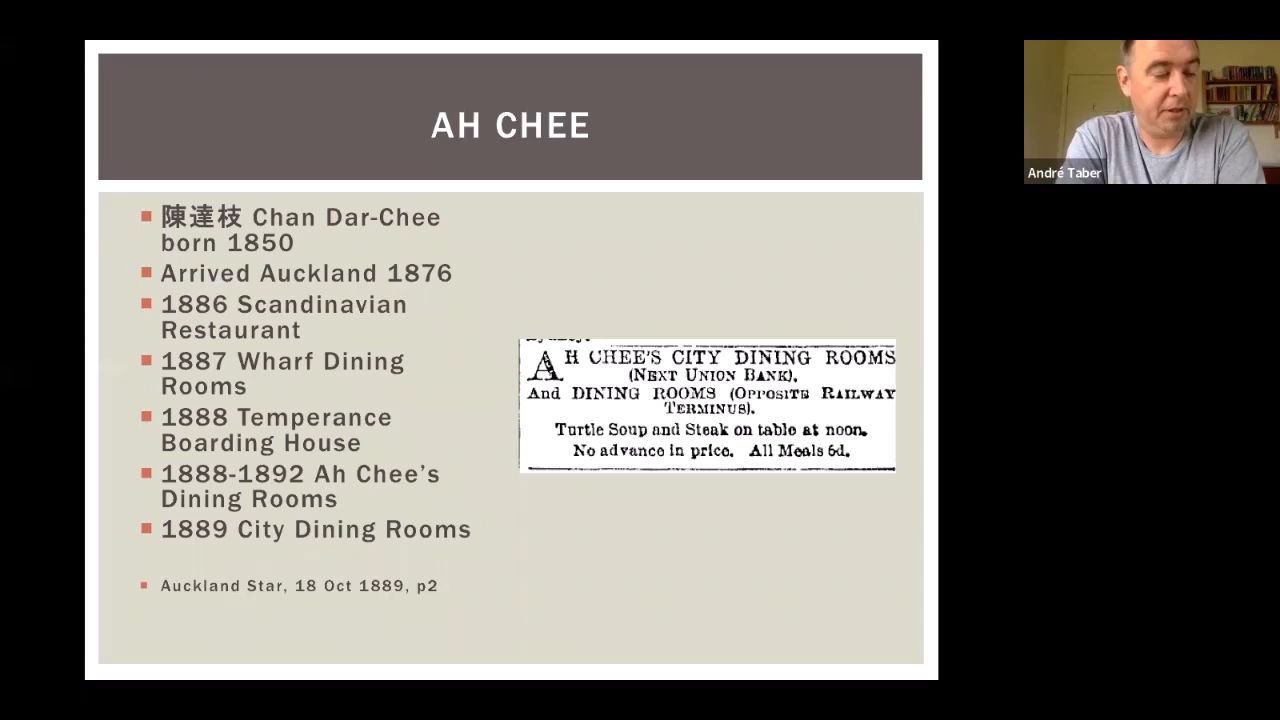 AH CHEE
陳達枝 Chan Dar-Chee
born 1850
Arrived Auckland 1876
1886 Scandinavian
Restaurant
1887 Wharf Dining
Rooms
1888 Temperance
Boarding House
1888-1892 Ah Chee's
Dining Rooms
1889 City Dining Rooms
Auckland Star, 18 Oct 1889, p2
AH CHEE'S CITY DINING ROOMS
(NEXT UNION BANK),
And DINING ROOMS (OPPOSITE RAILWAY
TERMINUS).
Turtle Soup and Steak on table at noon.
No advance in price. All Meals 6d.
André Taber